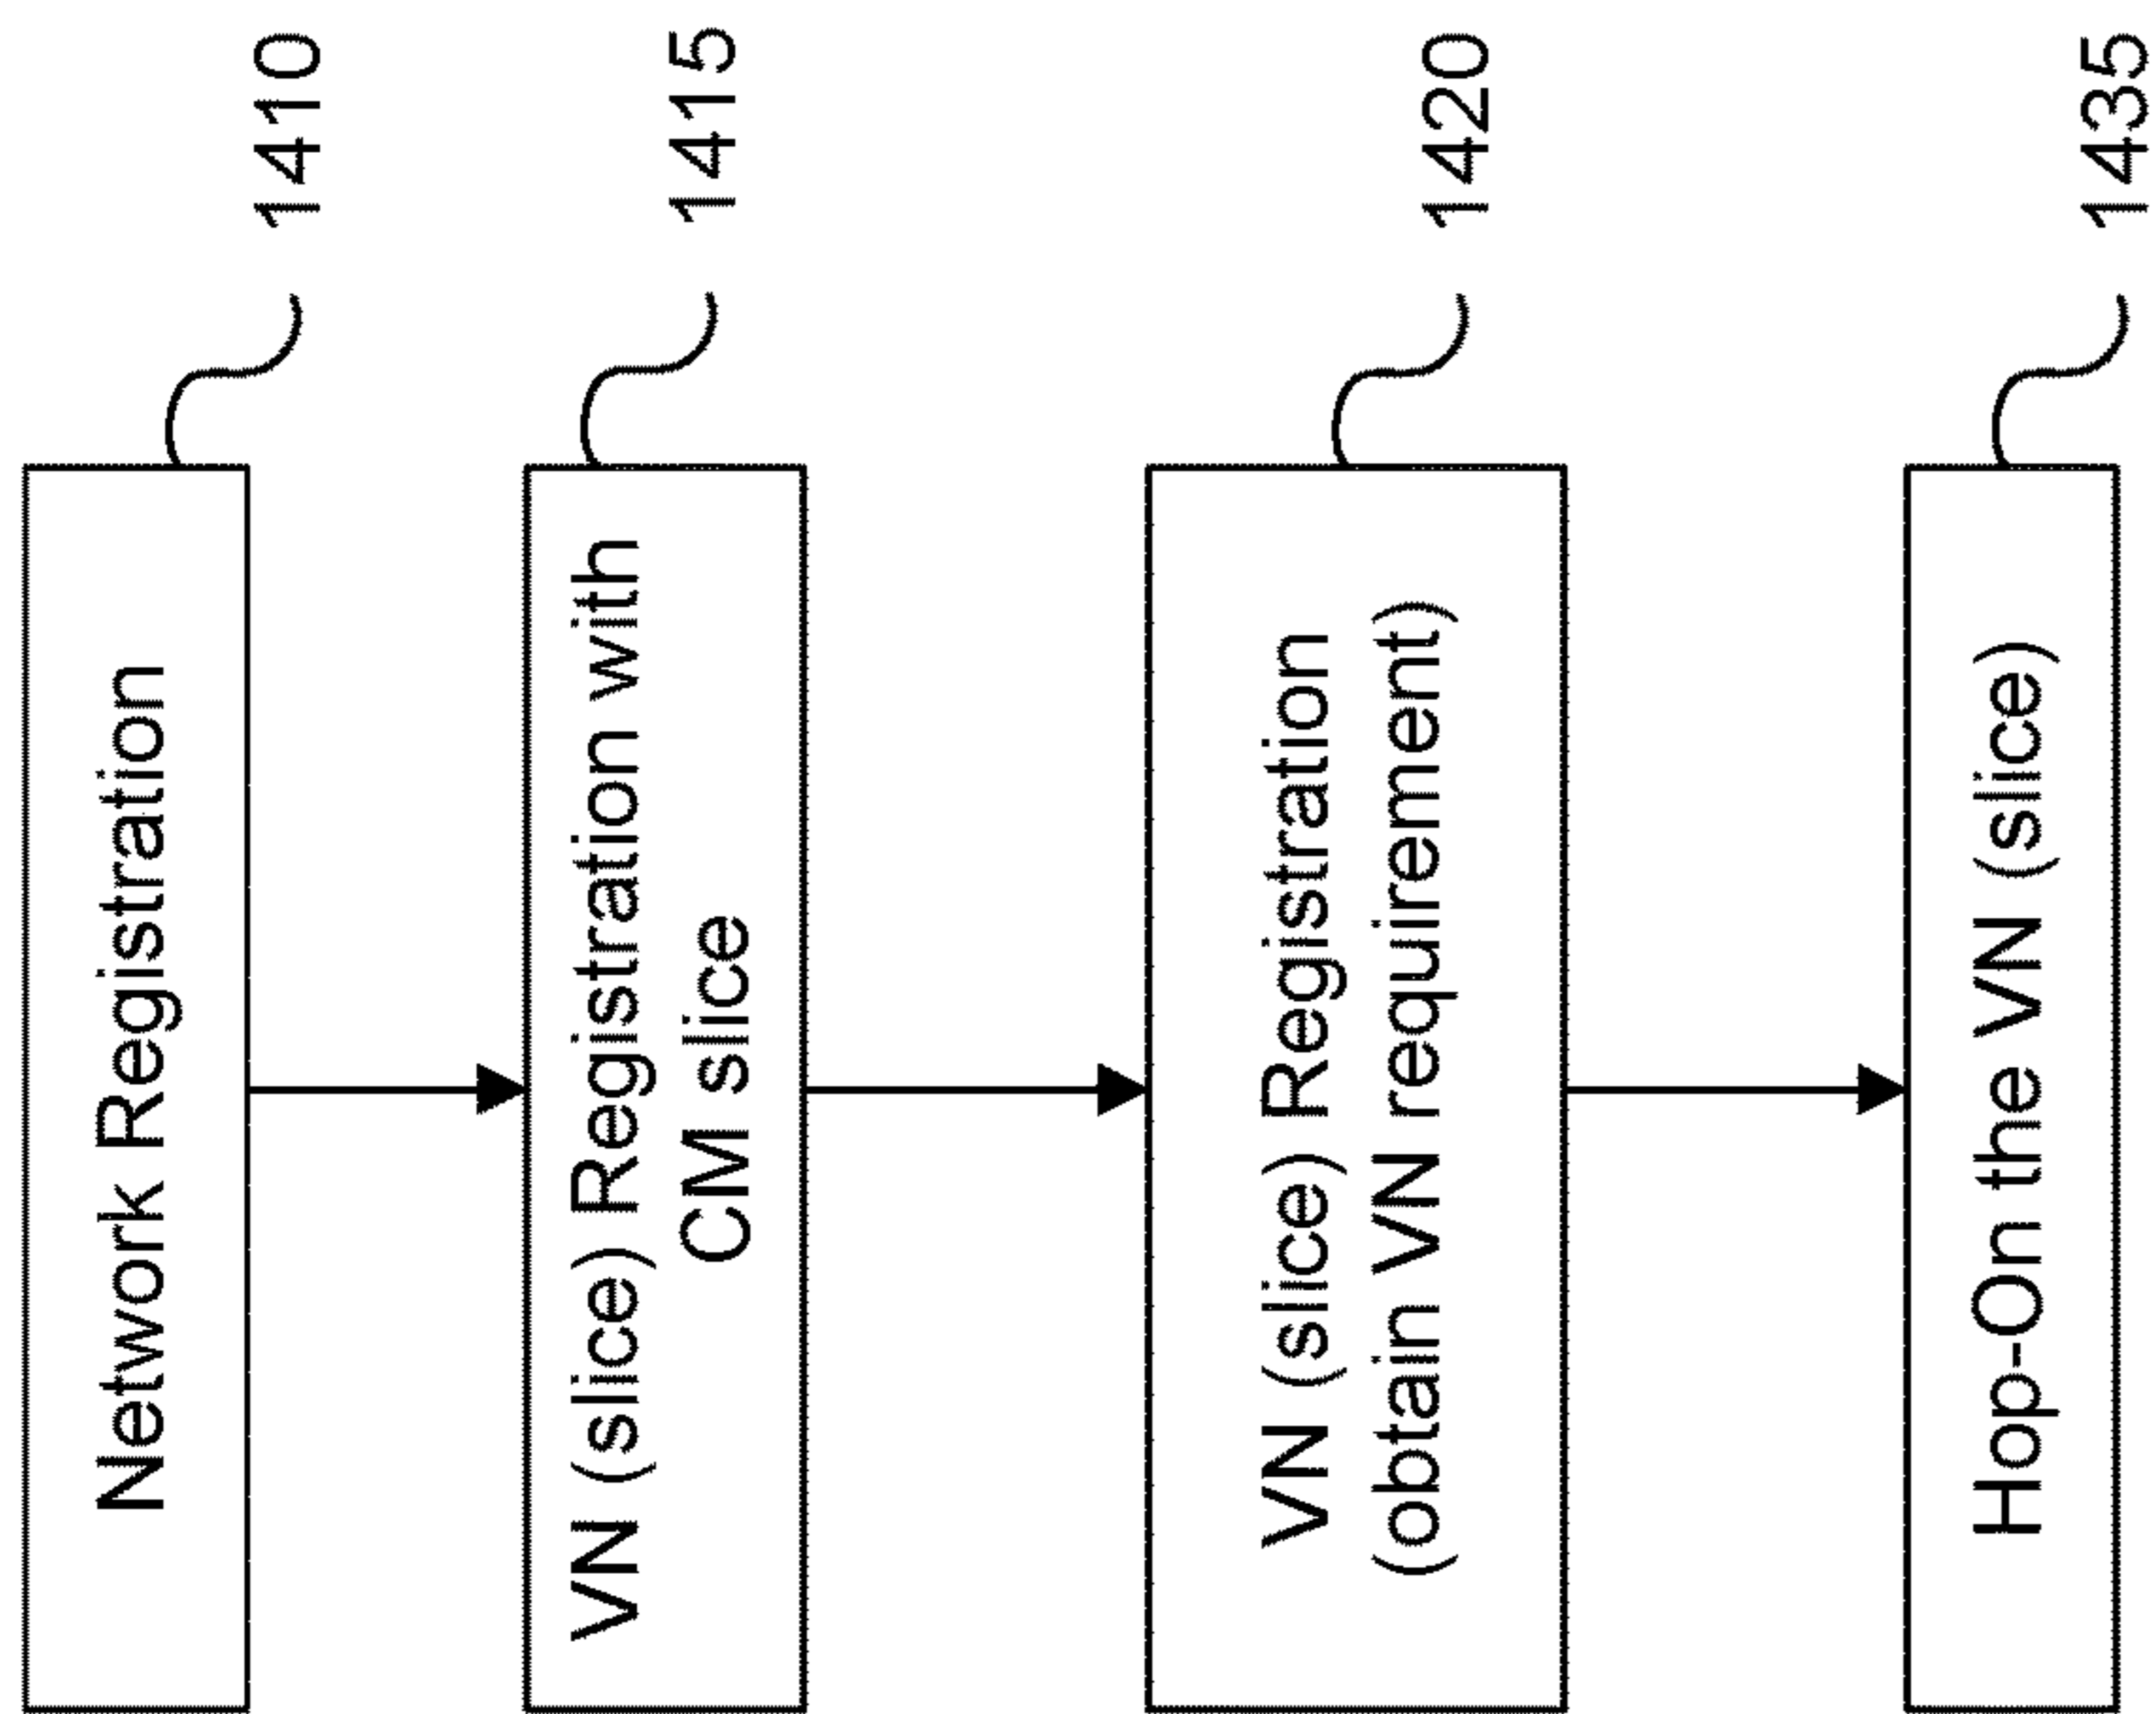 Network Registration
1410
VN (slice) Registration with
CM slice
1415
VN (slice) Registration
(obtain VN requirement)
1420
Hop-On the VN (slice)
1435